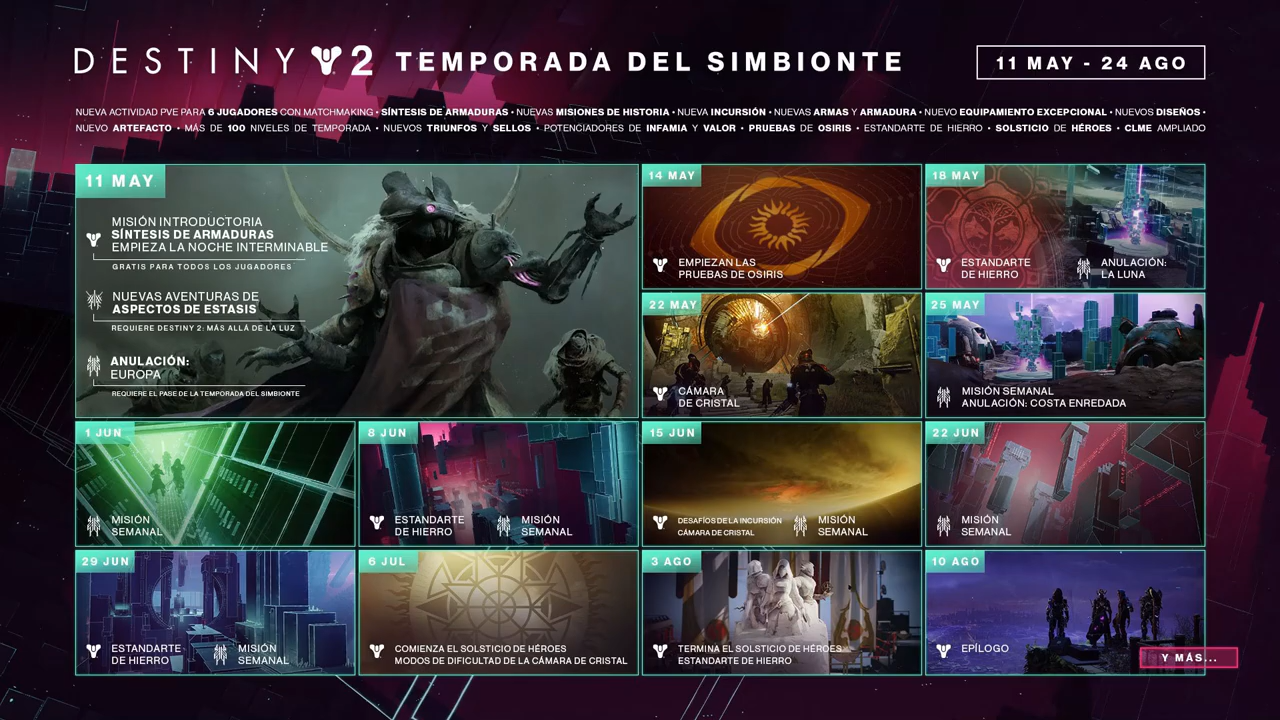 DESTINY 2 TEMPORADA DEL SIMBIONTE
11 MAY - 24 AGO
NUEVA ACTIVIDAD PVE PARA 6 JUGADORES CON MATCHMAKING • SÍNTESIS DE ARMADURAS • NUEVAS MISIONES DE HISTORIA • NUEVA INCURSIÓN • NUEVAS ARMAS Y ARMADURA • NUEVO EQUIPAMIENTO EXCEPCIONAL • NUEVOS DISEÑOS •
NUEVO ARTEFACTO • MÁS DE 100 NIVELES DE TEMPORADA • NUEVOS TRIUNFOS Y SELLOS • POTENCIADORES DE INFAMIA Y VALOR • PRUEBAS DE OSIRIS • ESTANDARTE DE HIERRO • SOLSTICIO DE HÉROES • CLME AMPLIADO
11 MAY
MISIÓN INTRODUCTORIA
SÍNTESIS DE ARMADURAS
EMPIEZA LA NOCHE INTERMINABLE
GRATIS PARA TODOS LOS JUGADORES
NUEVAS AVENTURAS DE
ASPECTOS DE ESTASIS
REQUIERE DESTINY 2: MÁS ALLÁ DE LA LUZ
ANULACIÓN:
EUROPA
REQUIERE EL PASE DE LA TEMPORADA DEL SIMBIONTE
14 MAY
EMPIEZAN LAS
PRUEBAS DE OSIRIS
18 MAY
ESTANDARTE
DE HIERRO
ANULACIÓN:
LA LUNA
22 MAY
CÁMARA
DE CRISTAL
25 MAY
MISIÓN SEMANAL
ANULACIÓN: COSTA ENREDADA
1 JUN
MISIÓN
SEMANAL
8 JUN
ESTANDARTE
DE HIERRO
MISIÓN
SEMANAL
15 JUN
DESAFÍOS DE LA INCURSIÓN
CÁMARA DE CRISTAL
MISIÓN
SEMANAL
22 JUN
MISIÓN
SEMANAL
29 JUN
ESTANDARTE
DE HIERRO
MISIÓN
SEMANAL
6 JUL
COMIENZA EL SOLSTICIO DE HÉROES
MODOS DE DIFICULTAD DE LA CÁMARA DE CRISTAL
3 AGO
TERMINA EL SOLSTICIO DE HÉROES
ESTANDARTE DE HIERRO
10 AGO
EPÍLOGO
Y MÁS...